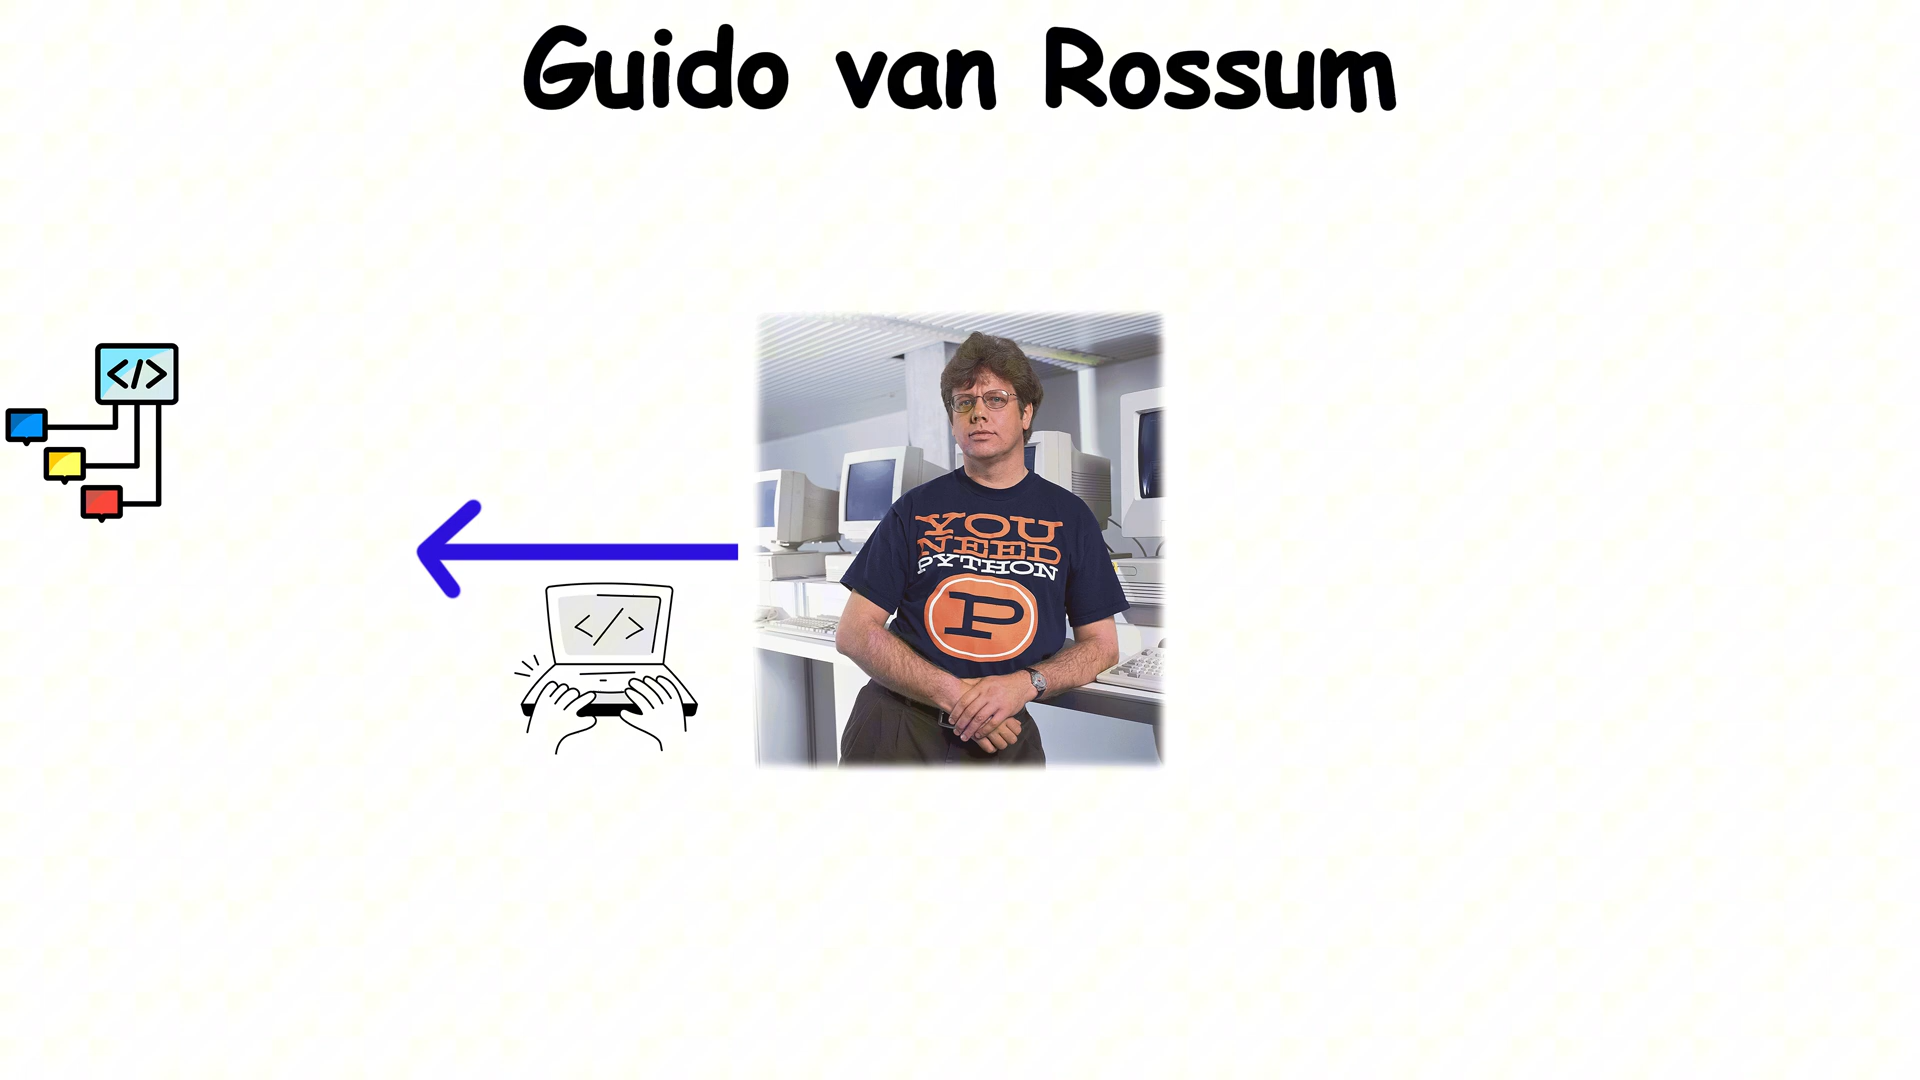 Guido van Rossum
</>
YOU
NEED
PYTHON
P
</>